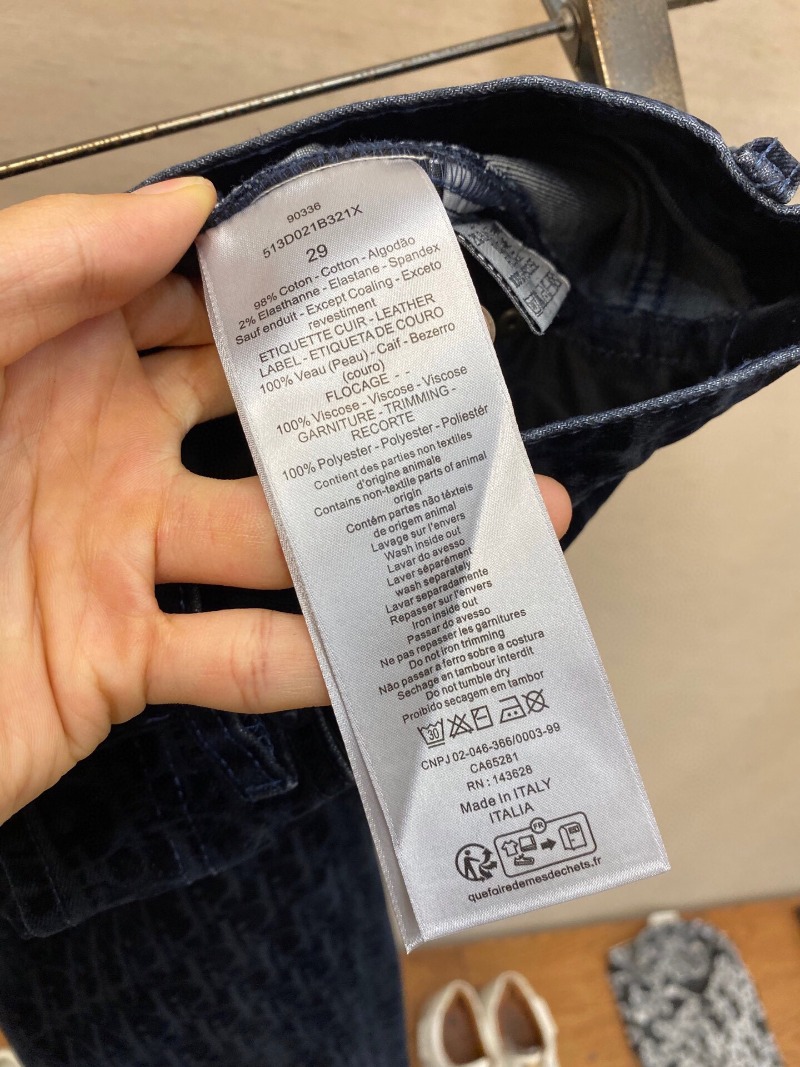 90336
513D021B321X
29
98% Coton - Cotton - Algodão
2% Elasthanne - Elastane - Spandex
Sauf enduit - Except Coaling - Exceto
revestiment
ETIQUETTE CUIR - LEATHER
LABEL - ETIQUETA DE COURO
100% Veau (Peau) - Caif - Bezerro
(couro)
FLOCAGE - -
100% Viscose - Viscose - Viscose
GARNITURE - TRIMMING -
RECORTE
100% Polyester - Polyester - Poliestér
Contient des parties non textiles
d'origine animale
Contains non-textile parts of animal
origin
Contém partes não têxteis
de origem animal
Lavage sur l'envers
Wash inside out
Lavar do avesso
Laver séparément
wash separately
Lavar separadamente
Repasser sur l'envers
Iron inside out
Passar do avesso
Ne pas repasser les garnitures
Do not iron trimming
Não passar a ferro sobre a costura
Sechage en tambour interdit
Do not tumble dry
Proibido secagem em tambor
30
CNPJ 02-046-366/0003-99
CA65281
RN : 143628
Made In ITALY
ITALIA
FR
quefairedemesdechets.fr